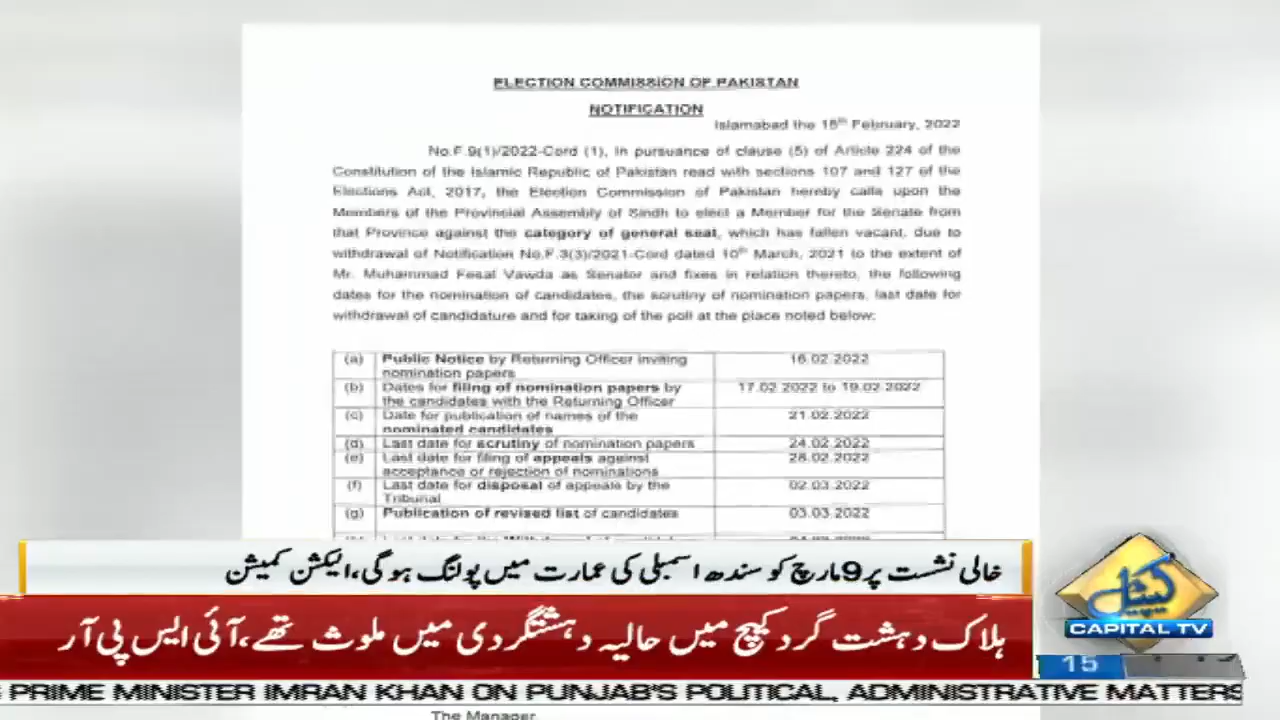 ELECTION COMMISSION OF PAKISTAN
NOTIFICATION
Islamabad the 15th February, 2022
No.F.9(1)/2022-Cord (1), In pursuance of clause (5) of Article 224 of the
Constitution of the Islamic Republic of Pakistan read with sections 107 and 127 of the
Elections Act, 2017, the Election Commission of Pakistan hereby calls upon the
Members of the Provincial Assembly of Sindh to elect a Member for the Senate from
that Province against the category of general seat, which has fallen vacant, due to
withdrawal of Notification No.F.3(3)/2021-Cord dated 10th March, 2021 to the extent of
Mr. Muhammad Fesal Vawda as Senator and fixes in relation thereto, the following
dates for the nomination of candidates, the scrutiny of nomination papers, last date for
withdrawal of candidature and for taking of the poll at the place noted below:
(a) Public Notice by Returning Officer inviting nomination papers 16.02.2022
(b) Dates for filing of nomination papers by the candidates with the Returning Officer 17.02.2022 to 19.02.2022
(c) Date for publication of names of the nominated candidates 21.02.2022
(d) Last date for scrutiny of nomination papers 24.02.2022
(e) Last date for filing of appeals against acceptance or rejection of nominations 28.02.2022
(f) Last date for disposal of appeals by the Tribunal 02.03.2022
(g) Publication of revised list of candidates 03.03.2022
خالی نشست پر 9 مارچ کو سندھ اسمبلی کی عمارت میں پولنگ ہوگی، الیکشن کمیشن
ہلاک دہشت گرد کیچ میں حالیہ دہشتگردی میں ملوث تھے، آئی ایس پی آر
کیپیٹل
CAPITAL TV
15
PRIME MINISTER IMRAN KHAN ON PUNJAB'S POLITICAL, ADMINISTRATIVE MATTERS
The Manager,